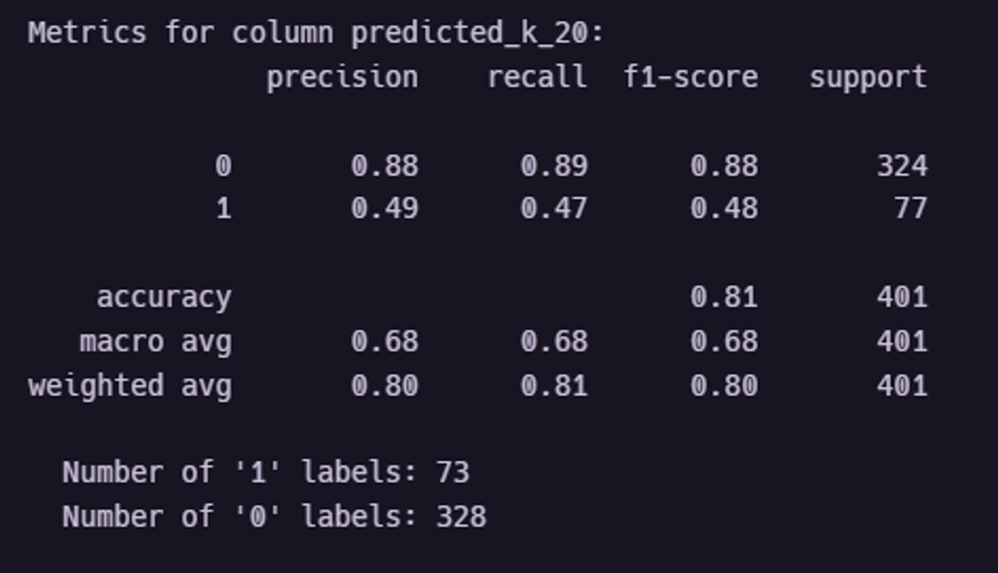 Metrics for column predicted_k_20:
precision recall f1-score support
0 0.88 0.89 0.88 324
1 0.49 0.47 0.48 77
accuracy 0.81 401
macro avg 0.68 0.68 0.68 401
weighted avg 0.80 0.81 0.80 401
Number of '1' labels: 73
Number of '0' labels: 328